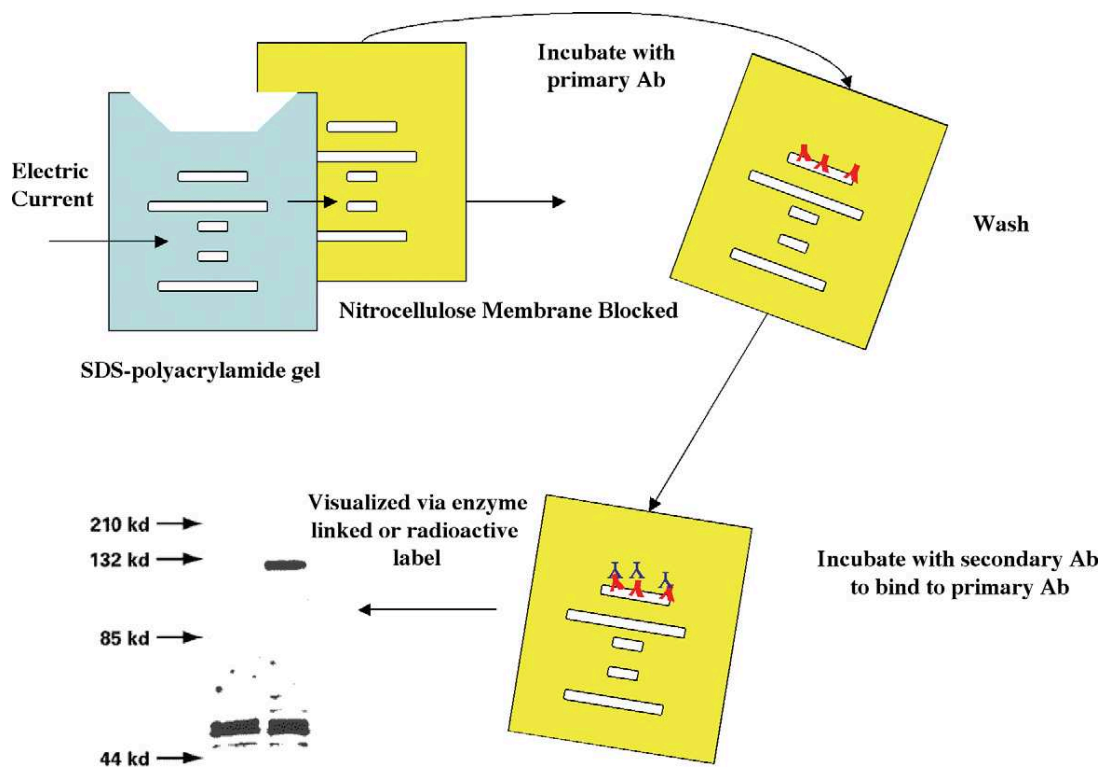 Incubate with
primary Ab
Electric
Current
Wash
Nitrocellulose Membrane Blocked
SDS-polyacrylamide gel
Visualized via enzyme
linked or radioactive
label
210 kd
132 kd
85 kd
44 kd
Incubate with secondary Ab
to bind to primary Ab